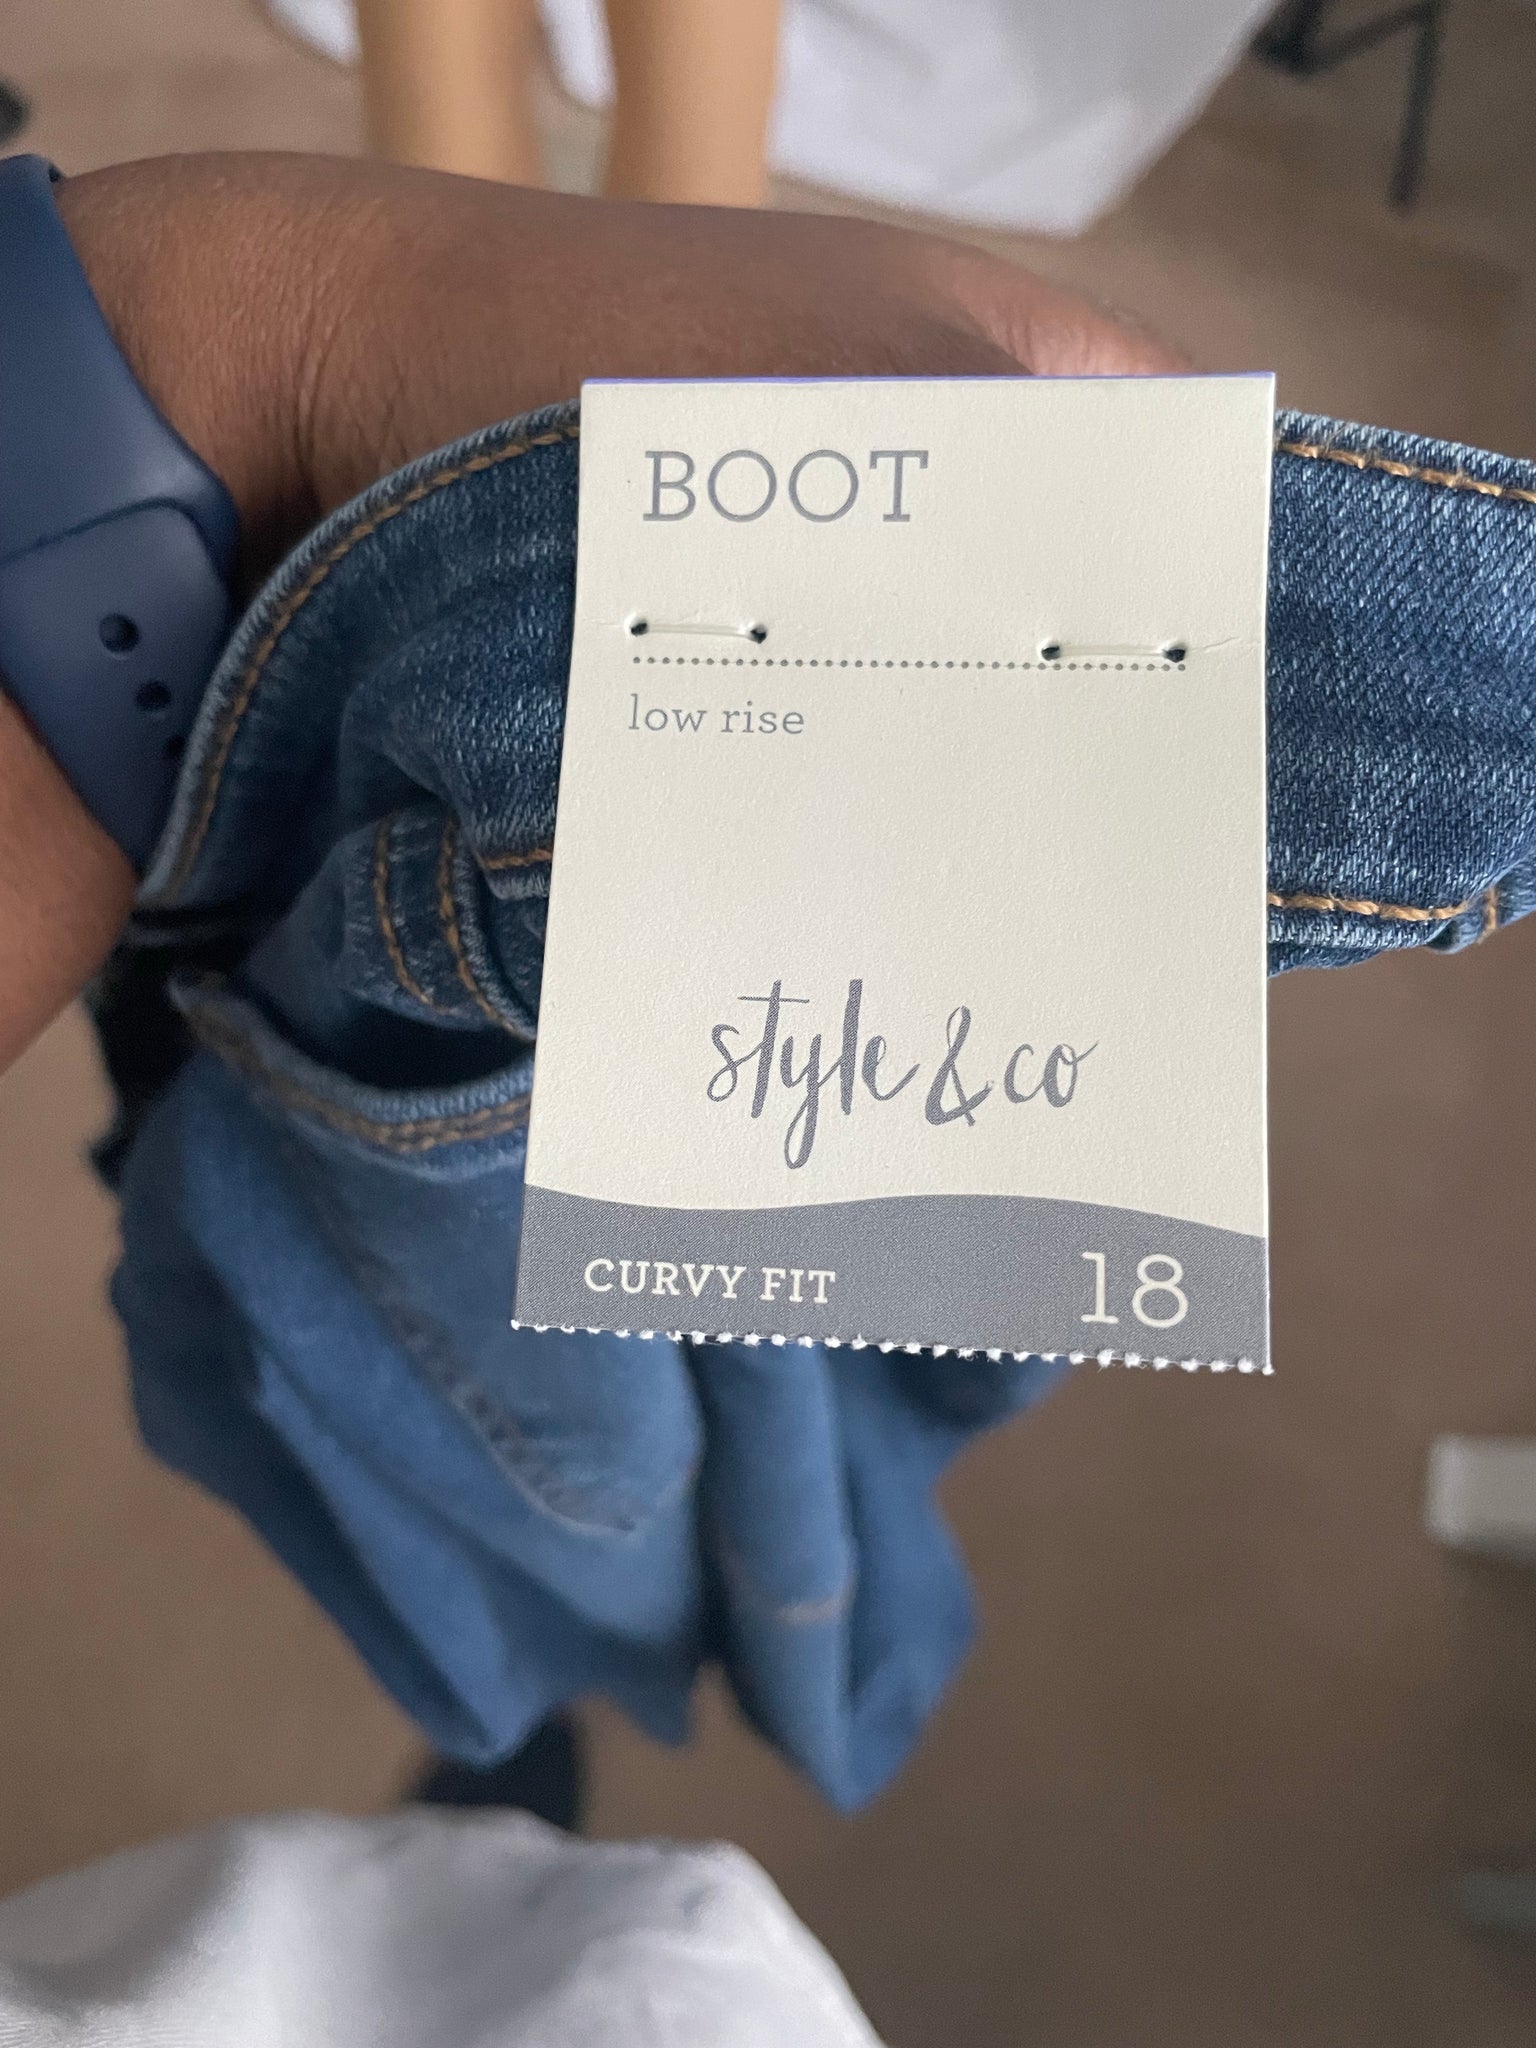 BOOT
low rise
style & co
CURVY FIT 18